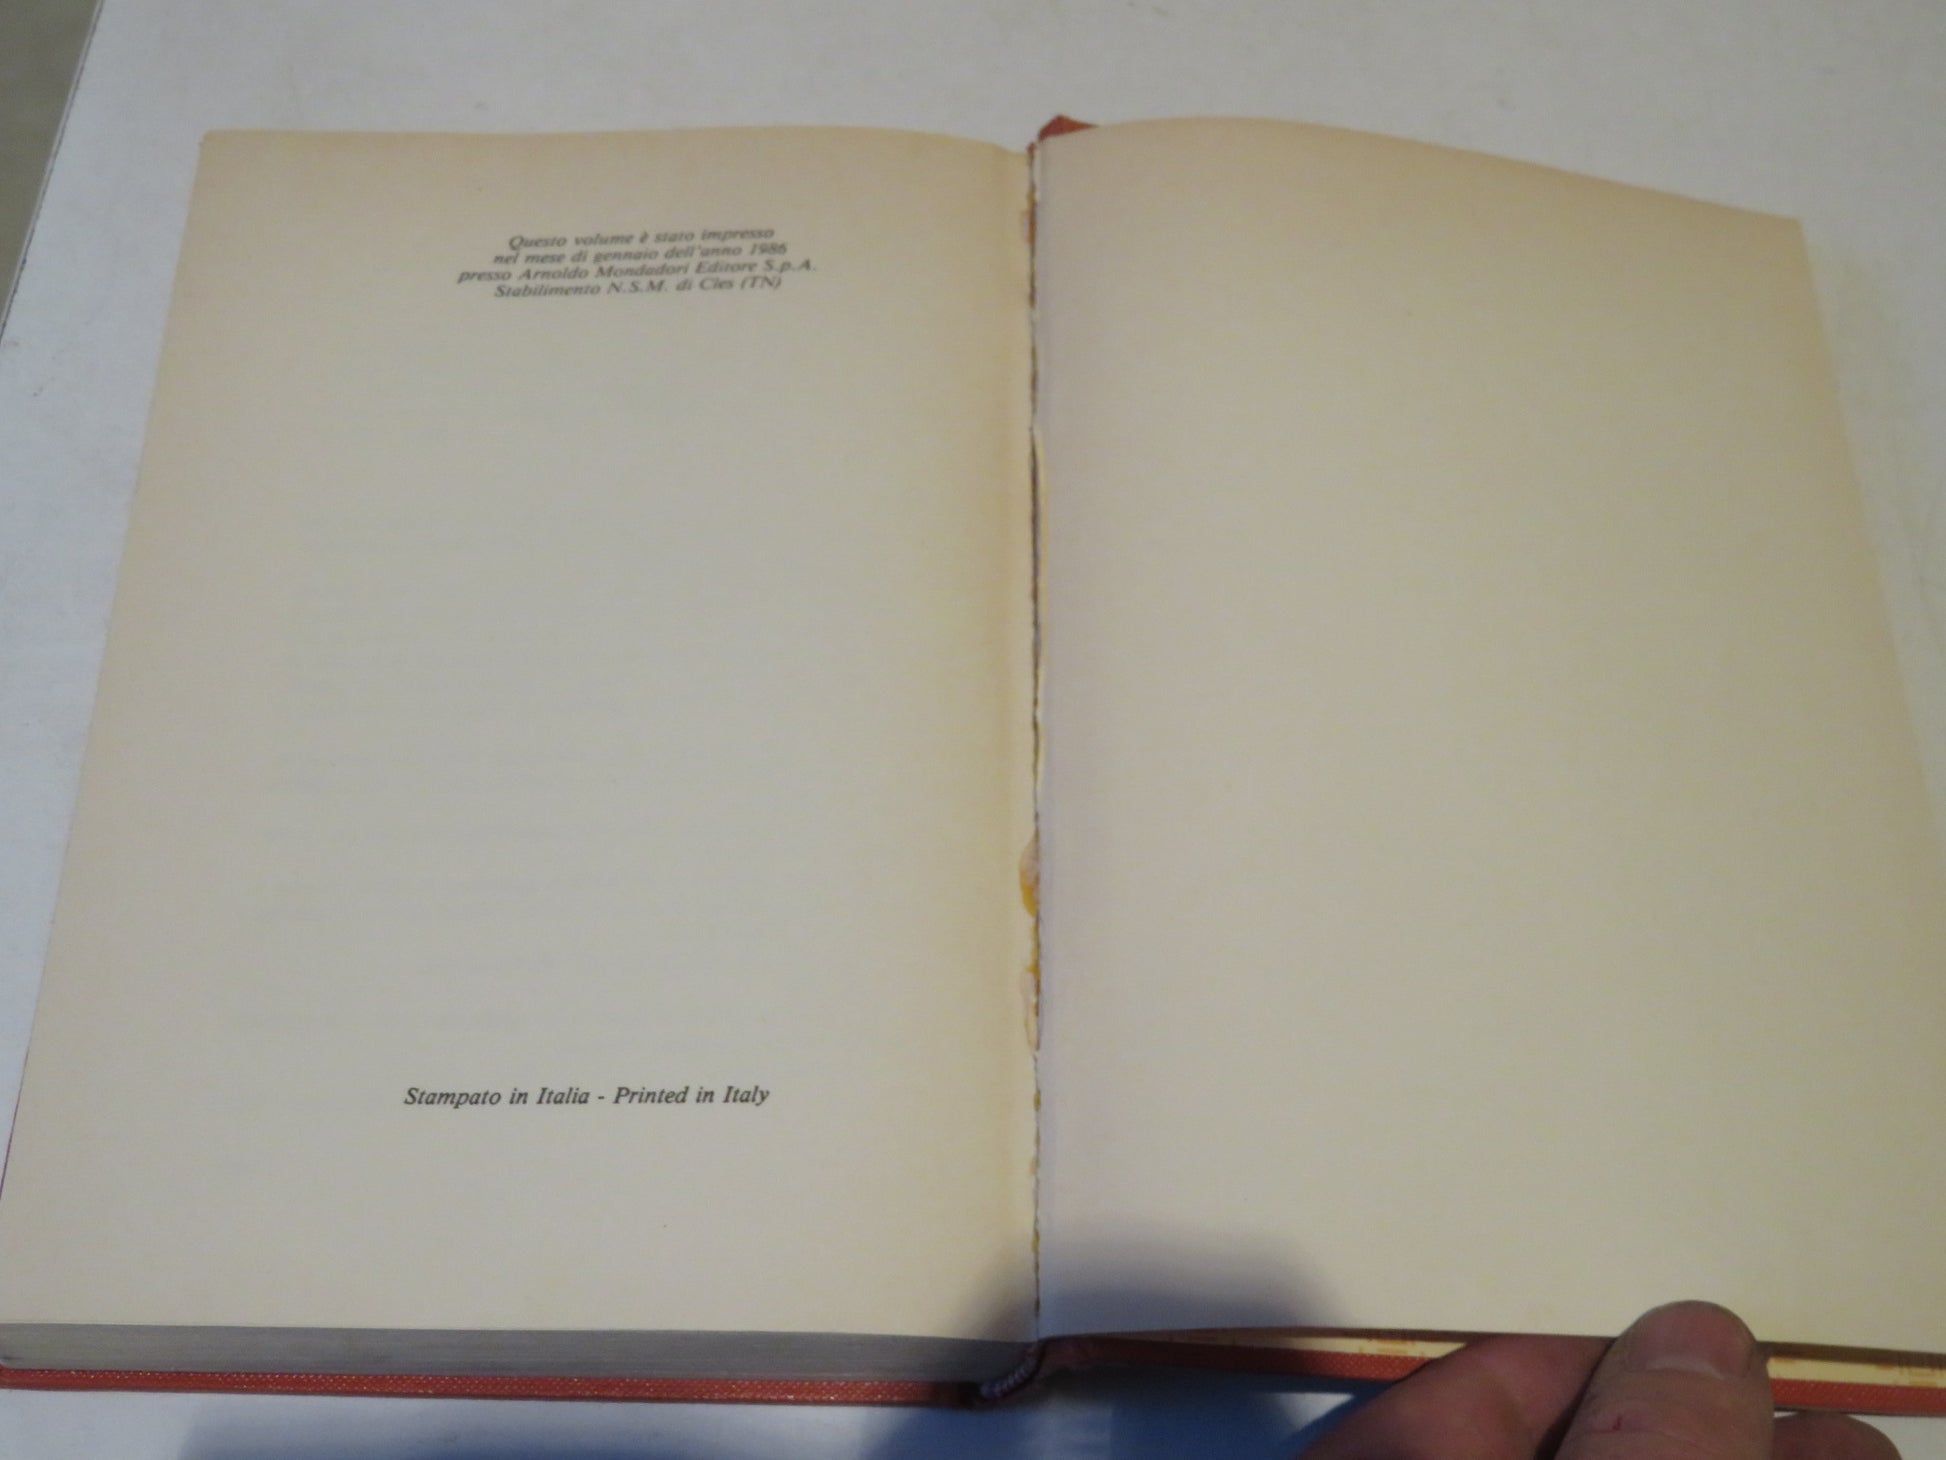 Questo volume è stato impresso
nel mese di gennaio dell'anno 1986
presso Arnoldo Mondadori Editore S.p.A.
Stabilimento N.S.M. di Cles (TN)
Stampato in Italia - Printed in Italy